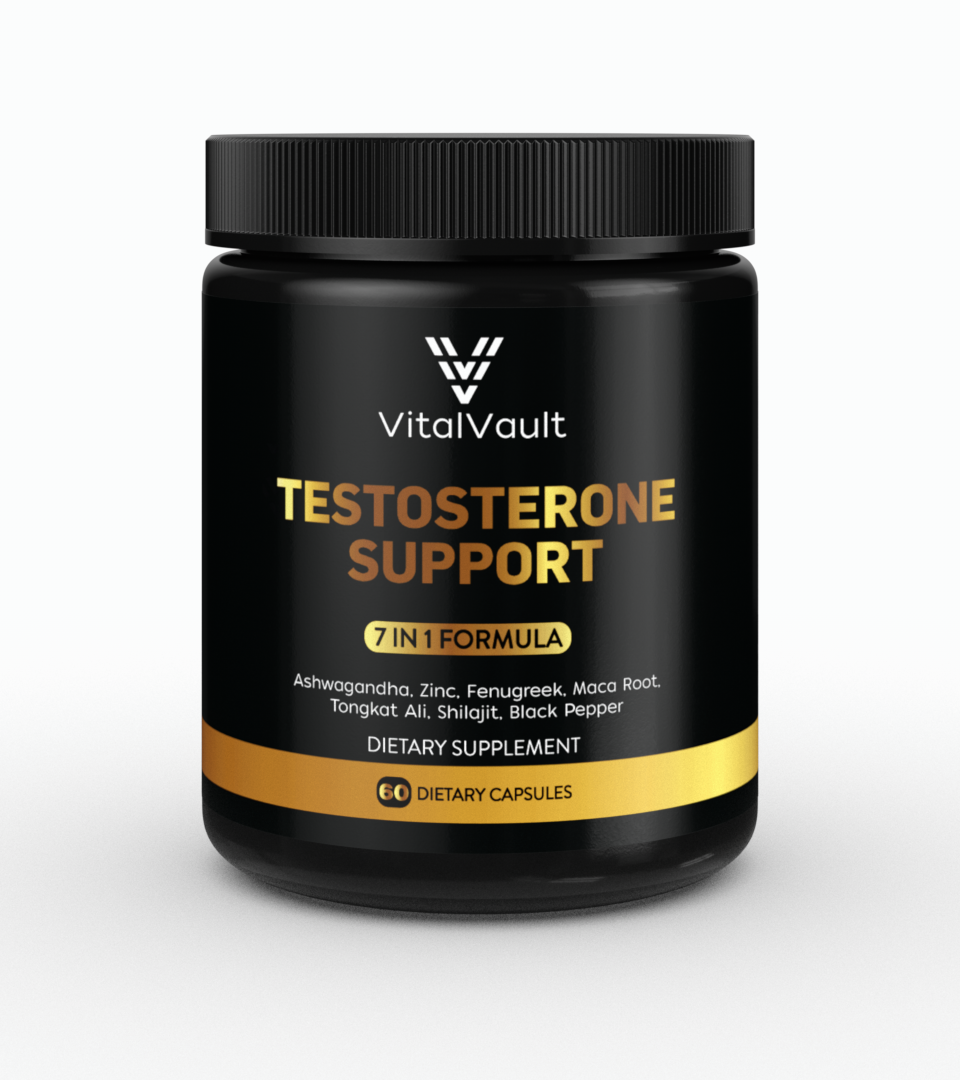 VitalVault
TESTOSTERONE
SUPPORT
7 IN 1 FORMULA
Ashwagandha, Zinc, Fenugreek, Maca Root,
Tongkat Ali, Shilajit, Black Pepper
DIETARY SUPPLEMENT
60 DIETARY CAPSULES